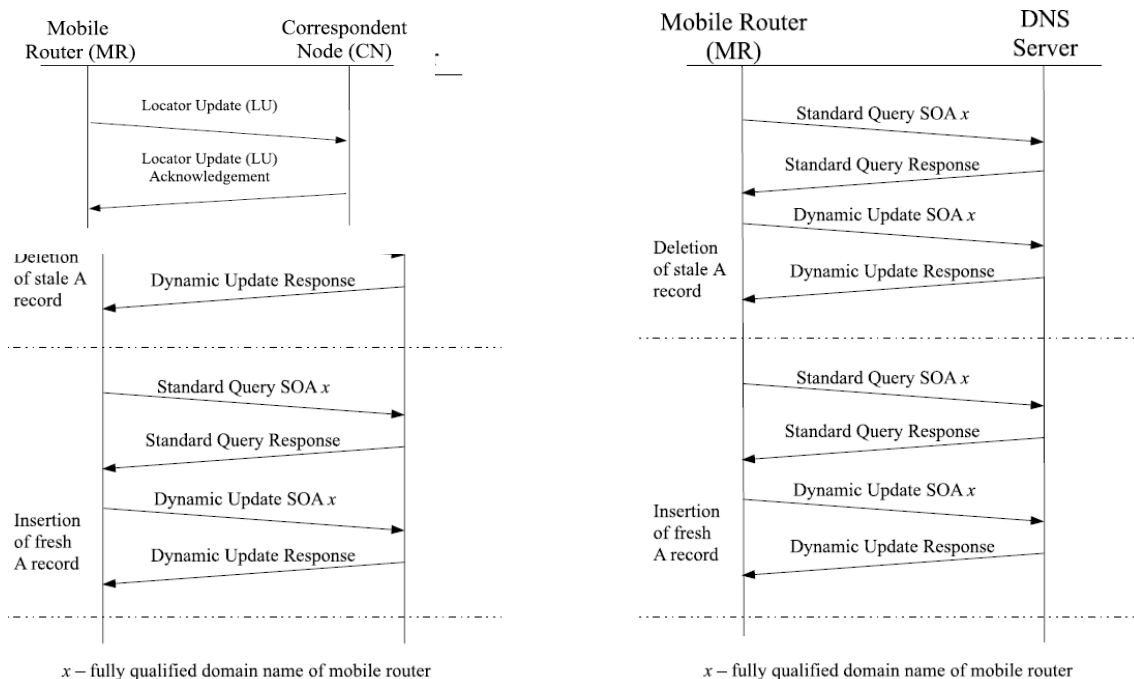 Mobile
Router (MR)
Correspondent
Node (CN)
Locator Update (LU)
Locator Update (LU)
Acknowledgement
Deletion
of stale A
record
Dynamic Update Response
Standard Query SOA x
Standard Query Response
Dynamic Update SOA x
Insertion
of fresh
A record
Dynamic Update Response
x – fully qualified domain name of mobile router
Mobile Router
(MR)
DNS
Server
Standard Query SOA x
Standard Query Response
Dynamic Update SOA x
Deletion
of stale A
record
Dynamic Update Response
Standard Query SOA x
Standard Query Response
Dynamic Update SOA x
Insertion
of fresh
A record
Dynamic Update Response
x – fully qualified domain name of mobile router